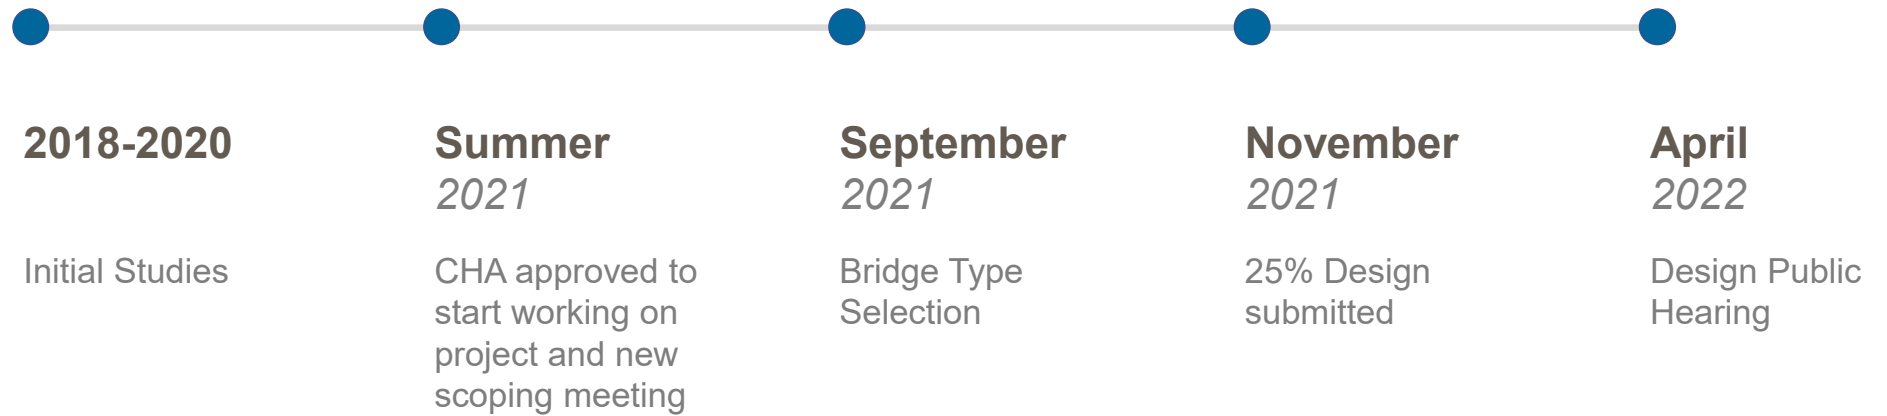 2018-2020
Initial Studies
Summer
2021
CHA approved to
start working on
project and new
scoping meeting
September
2021
Bridge Type
Selection
November
2021
25% Design
submitted
April
2022
Design Public
Hearing